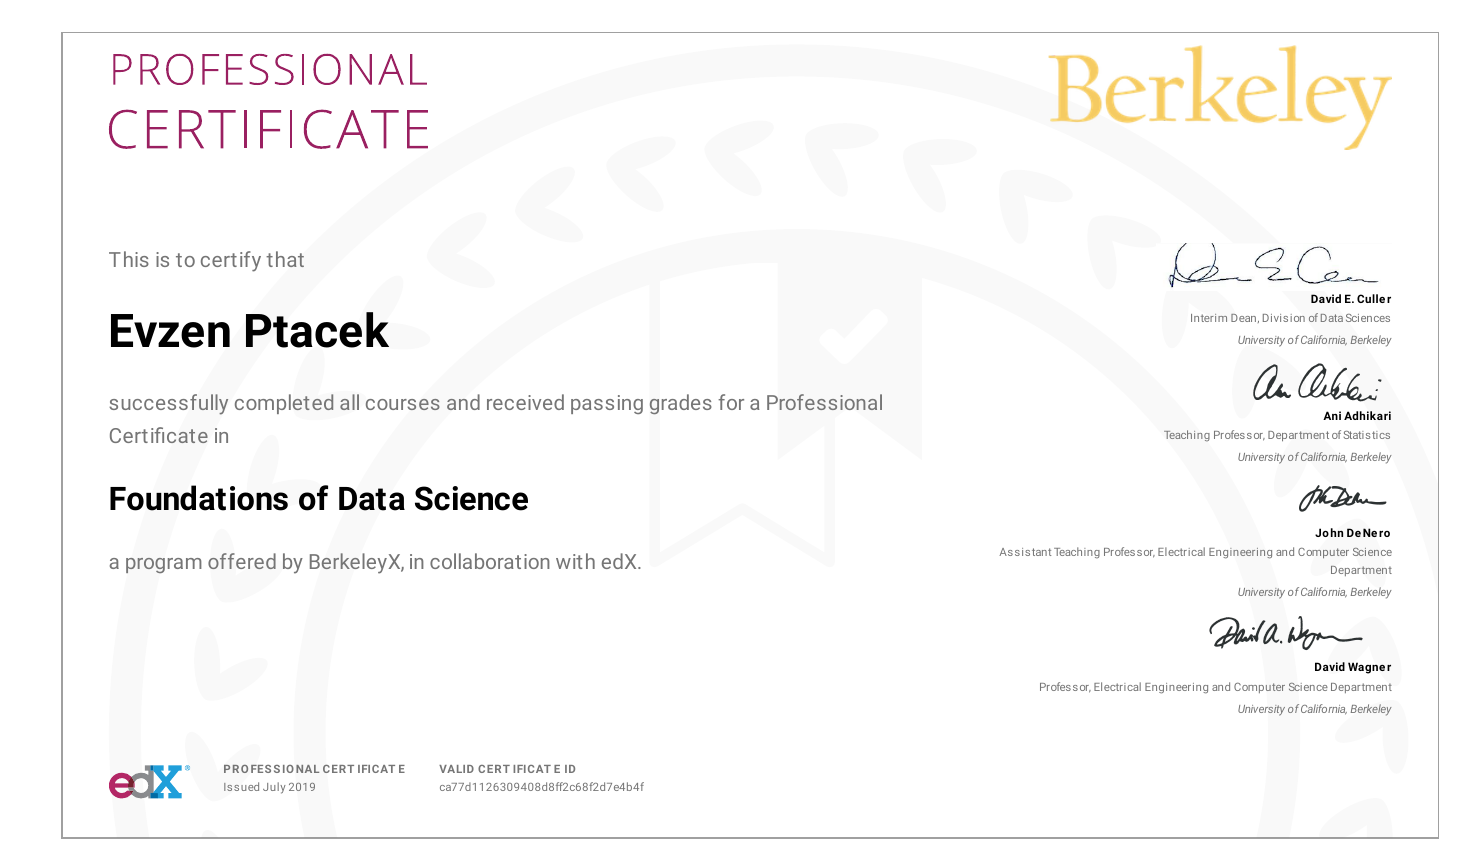 PROFESSIONAL
CERTIFICATE
Berkeley
This is to certify that
Evzen Ptacek
successfully completed all courses and received passing grades for a Professional
Certificate in
Foundations of Data Science
a program offered by BerkeleyX, in collaboration with edX.
David E. Culler
Interim Dean, Division of Data Sciences
University of California, Berkeley
Ani Adhikari
Teaching Professor, Department of Statistics
University of California, Berkeley
John DeNero
Assistant Teaching Professor, Electrical Engineering and Computer Science
Department
University of California, Berkeley
David A. Wagner
David Wagner
Professor, Electrical Engineering and Computer Science Department
University of California, Berkeley
edX®
PROFESSIONAL CERTIFICATE
Issued July 2019
VALID CERTIFICATE ID
ca77d1126309408d8ff2c68f2d7e4b4f